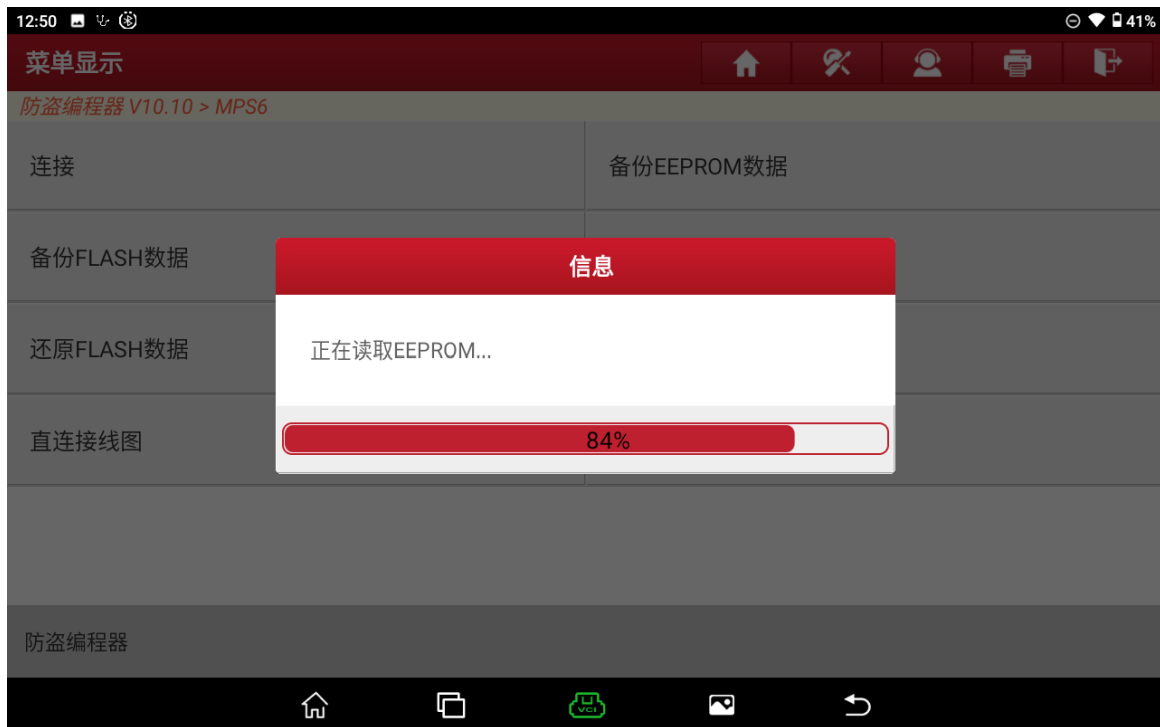 12:50
41%
菜单显示
防盗编程器 V10.10 > MPS6
连接
备份EEPROM数据
备份FLASH数据
信息
还原FLASH数据
正在读取EEPROM...
直连接线图
84%
防盗编程器
VCI